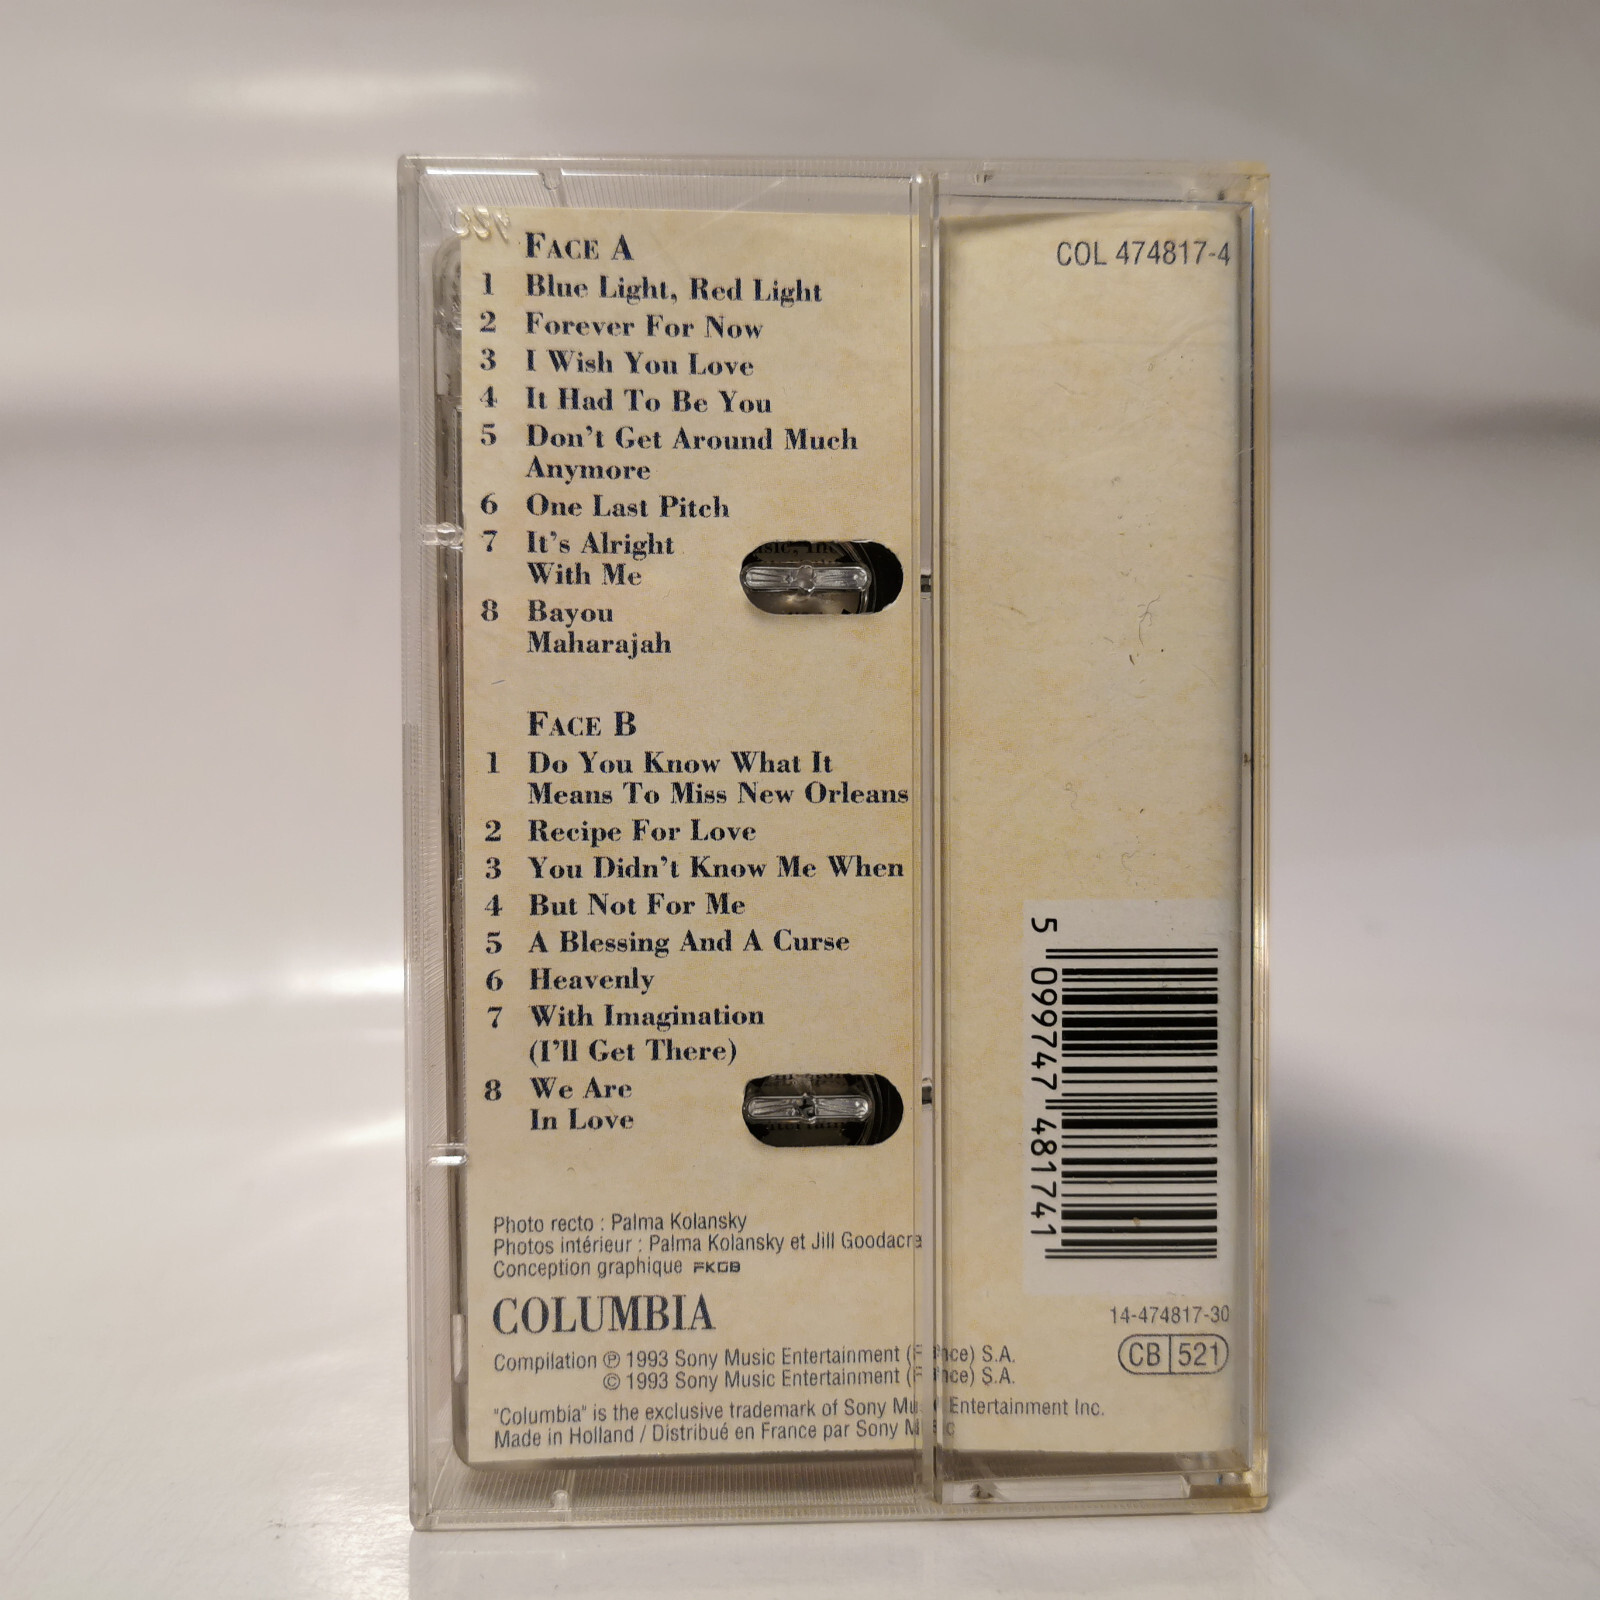 FACE A
1 Blue Light, Red Light
2 Forever For Now
3 I Wish You Love
4 It Had To Be You
5 Don't Get Around Much
Anymore
6 One Last Pitch
7 It's Alright
With Me
8 Bayou
Maharajah
FACE B
1 Do You Know What It
Means To Miss New Orleans
2 Recipe For Love
3 You Didn't Know Me When
4 But Not For Me
5 A Blessing And A Curse
6 Heavenly
7 With Imagination
(I'll Get There)
8 We Are
In Love
Photo recto : Palma Kolansky
Photos intérieur : Palma Kolansky et Jill Goodacre
Conception graphique FKGB
COLUMBIA
Compilation ℗ 1993 Sony Music Entertainment (France) S.A.
© 1993 Sony Music Entertainment (France) S.A.
"Columbia" is the exclusive trademark of Sony Music Entertainment Inc.
Made in Holland / Distribué en France par Sony Music
COL 474817-4
5 099747 481741
14-474817-30
CB 521